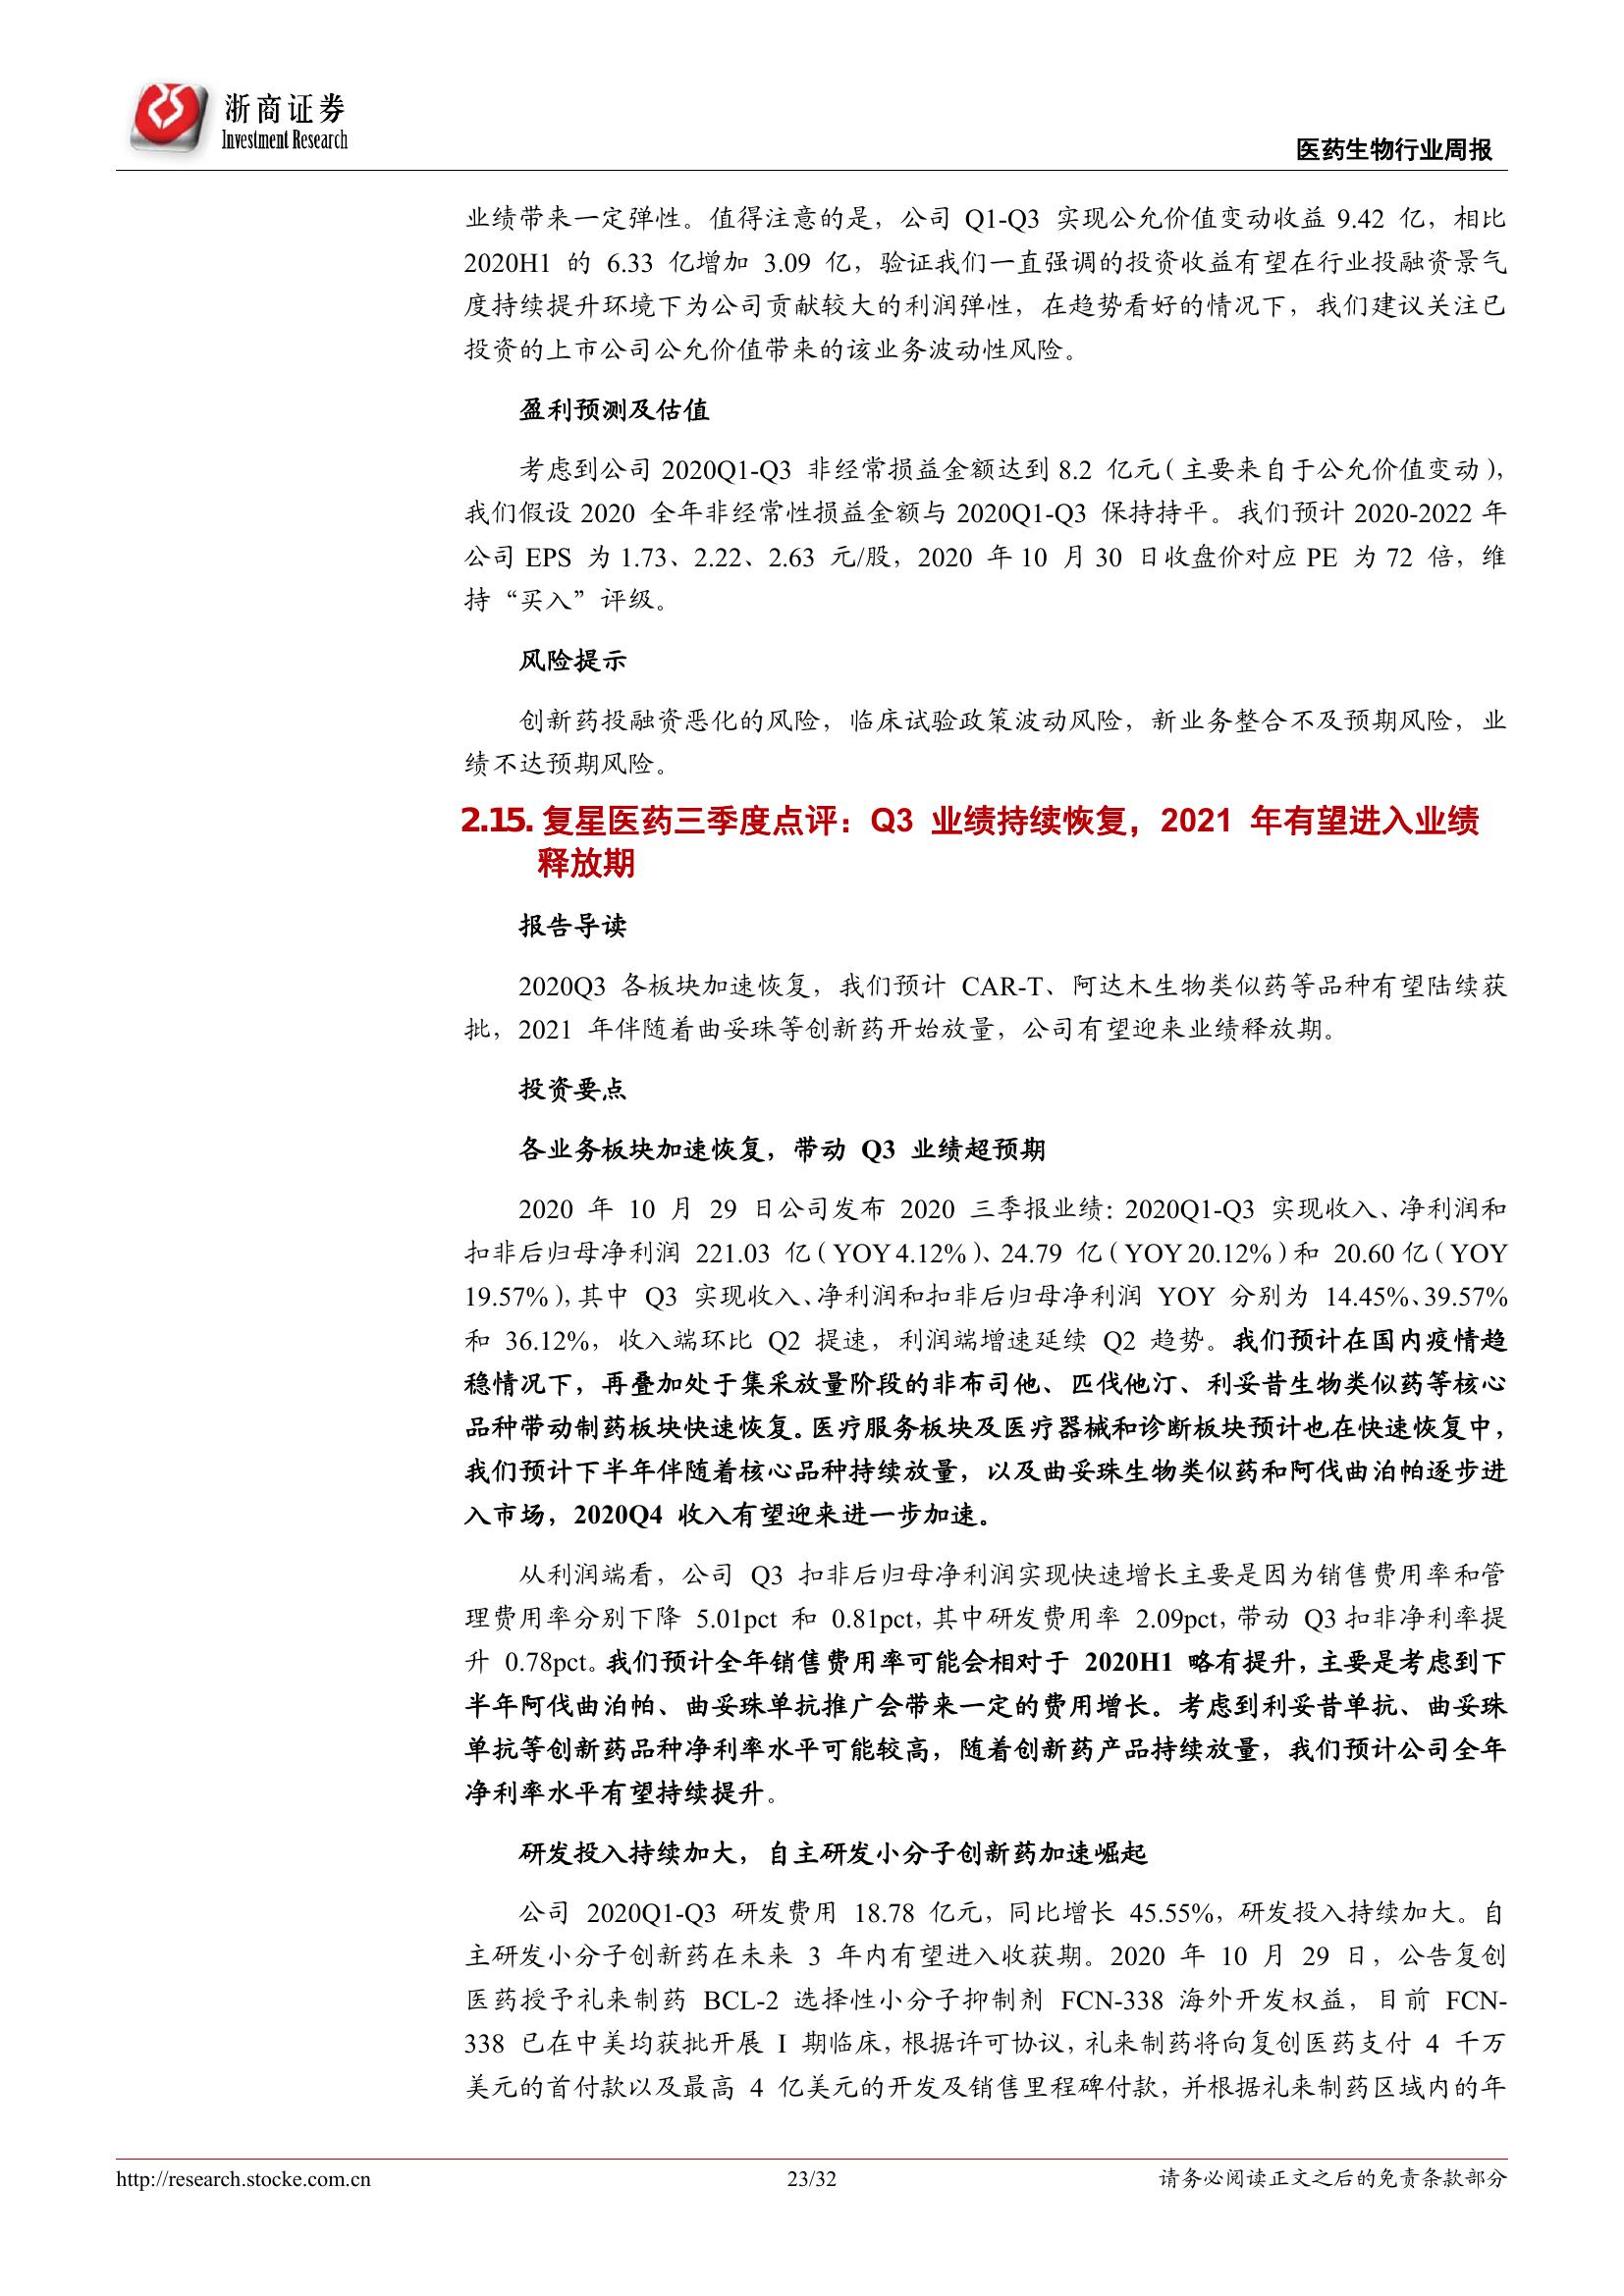 浙商证券
Investment Research
医药生物行业周报
业绩带来一定弹性。值得注意的是，公司 Q1-Q3 实现公允价值变动收益 9.42 亿，相比
2020H1 的 6.33 亿增加 3.09 亿，验证我们一直强调的投资收益有望在行业投融资景气
度持续提升环境下为公司贡献较大的利润弹性，在趋势看好的情况下，我们建议关注已
投资的上市公司公允价值带来的该业务波动性风险。
盈利预测及估值
考虑到公司 2020Q1-Q3 非经常损益金额达到 8.2 亿元（主要来自于公允价值变动），
我们假设 2020 全年非经常性损益金额与 2020Q1-Q3 保持持平。我们预计 2020-2022 年
公司 EPS 为 1.73、2.22、2.63 元/股，2020 年 10 月 30 日收盘价对应 PE 为 72 倍，维
持“买入”评级。
风险提示
创新药投融资恶化的风险，临床试验政策波动风险，新业务整合不及预期风险，业
绩不达预期风险。
2.15. 复星医药三季度点评：Q3 业绩持续恢复，2021 年有望进入业绩
释放期
报告导读
2020Q3 各板块加速恢复，我们预计 CAR-T、阿达木生物类似药等品种有望陆续获
批，2021 年伴随着曲妥珠等创新药开始放量，公司有望迎来业绩释放期。
投资要点
各业务板块加速恢复，带动 Q3 业绩超预期
2020 年 10 月 29 日公司发布 2020 三季报业绩：2020Q1-Q3 实现收入、净利润和
扣非后归母净利润 221.03 亿（YOY 4.12%）、24.79 亿（YOY 20.12%）和 20.60 亿（YOY
19.57%），其中 Q3 实现收入、净利润和扣非后归母净利润 YOY 分别为 14.45%、39.57%
和 36.12%，收入端环比 Q2 提速，利润端增速延续 Q2 趋势。我们预计在国内疫情趋
稳情况下，再叠加处于集采放量阶段的非布司他、匹伐他汀、利妥昔生物类似药等核心
品种带动制药板块快速恢复。医疗服务板块及医疗器械和诊断板块预计也在快速恢复中，
我们预计下半年伴随着核心品种持续放量，以及曲妥珠生物类似药和阿伐曲泊帕逐步进
入市场，2020Q4 收入有望迎来进一步加速。
从利润端看，公司 Q3 扣非后归母净利润实现快速增长主要是因为销售费用率和管
理费用率分别下降 5.01pct 和 0.81pct，其中研发费用率 2.09pct，带动 Q3 扣非净利率提
升 0.78pct。我们预计全年销售费用率可能会相对于 2020H1 略有提升，主要是考虑到下
半年阿伐曲泊帕、曲妥珠单抗推广会带来一定的费用增长。考虑到利妥昔单抗、曲妥珠
单抗等创新药品种净利率水平可能较高，随着创新药产品持续放量，我们预计公司全年
净利率水平有望持续提升。
研发投入持续加大，自主研发小分子创新药加速崛起
公司 2020Q1-Q3 研发费用 18.78 亿元，同比增长 45.55%，研发投入持续加大。自
主研发小分子创新药在未来 3 年内有望进入收获期。2020 年 10 月 29 日，公告复创
医药授予礼来制药 BCL-2 选择性小分子抑制剂 FCN-338 海外开发权益，目前 FCN-
338 已在中美均获批开展 I 期临床，根据许可协议，礼来制药将向复创医药支付 4 千万
美元的首付款以及最高 4 亿美元的开发及销售里程碑付款，并根据礼来制药区域内的年
http://research.stocke.com.cn
23/32
请务必阅读正文之后的免责条款部分